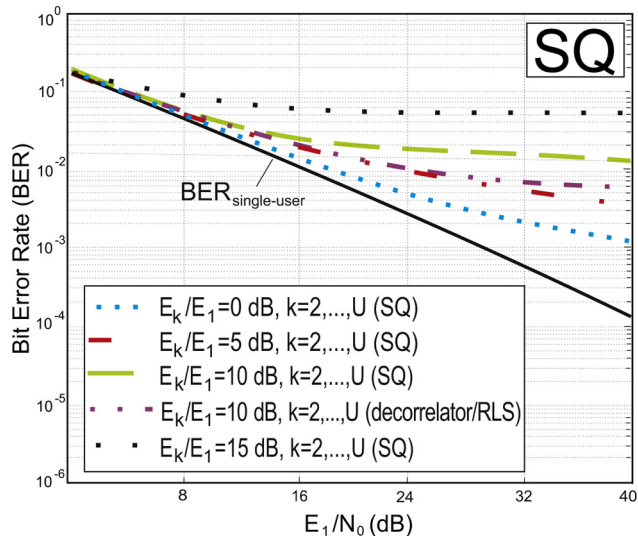 SQ
10^0
10^-1
10^-2
10^-3
10^-4
10^-5
10^-6
Bit Error Rate (BER)
BER_single-user
E_k/E_1=0 dB, k=2,...,U (SQ)
E_k/E_1=5 dB, k=2,...,U (SQ)
E_k/E_1=10 dB, k=2,...,U (SQ)
E_k/E_1=10 dB, k=2,...,U (decorrelator/RLS)
E_k/E_1=15 dB, k=2,...,U (SQ)
8 16 24 32 40
E_1/N_0 (dB)